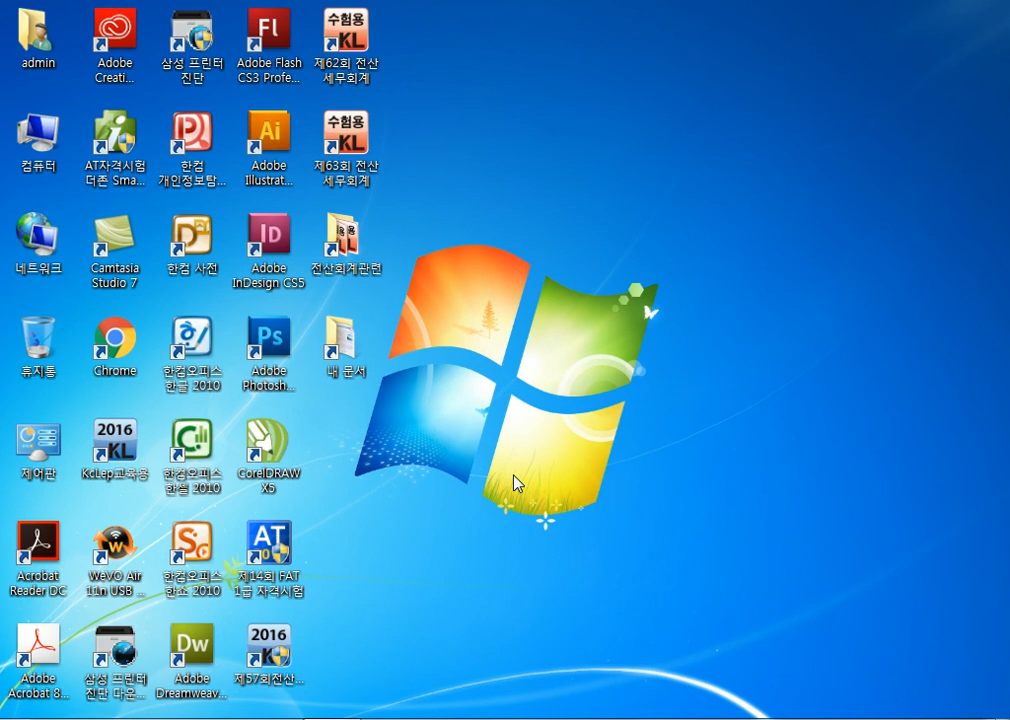 admin
Adobe
Creati...
삼성 프린터
진단
Fl
Adobe Flash
CS3 Profe...
수험용
KL
제62회 전산
세무회계
컴퓨터
AT자격시험
더존 Sma...
한컴
개인정보탐...
Ai
Adobe
Illustrat...
수험용
KL
제63회 전산
세무회계
네트워크
Camtasia
Studio 7
한컴 사전
Id
Adobe
InDesign CS5
전산회계관련
휴지통
Chrome
한컴오피스
한글 2010
Ps
Adobe
Photosh...
내 문서
제어판
2016
KL
KcLep교육용
한컴오피스
한셀 2010
CorelDRAW
X5
Acrobat
Reader DC
W
WeVO Air
11n USB ...
한컴오피스
한쇼 2010
AT
제14회 FAT
1급 자격시험
Adobe
Acrobat 8...
삼성 프린터
진단 다운...
Dw
Adobe
Dreamweav...
2016
제57회전산...